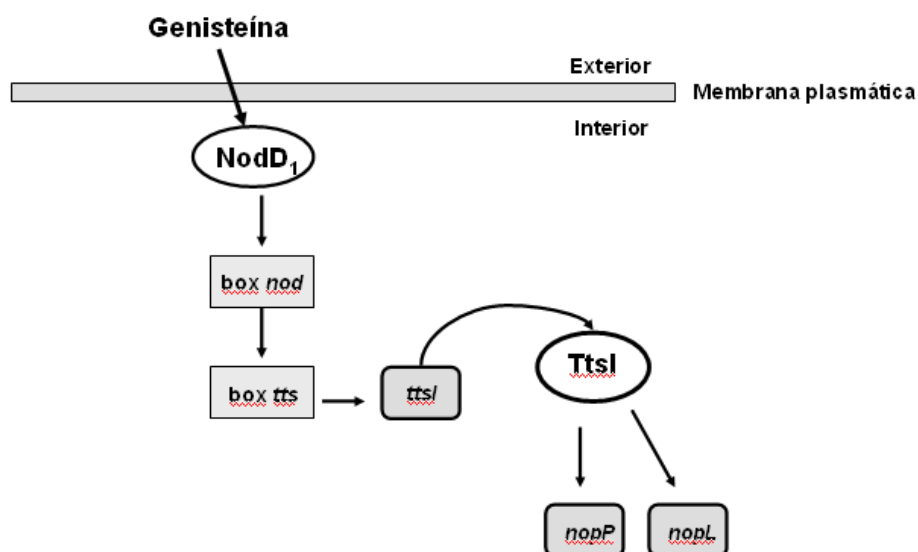 Genisteína
Exterior
Membrana plasmática
Interior
NodD1
box nod
box tts
ttsI
TtsI
nopP
nopL